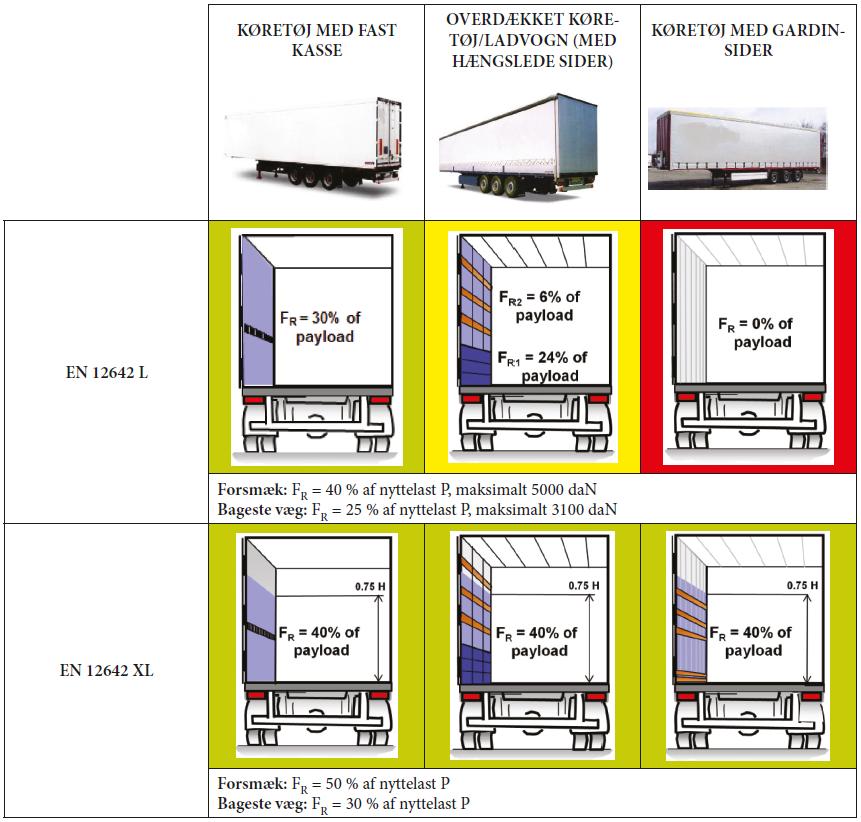 KØRETØJ MED FAST
KASSE
OVERDÆKKET KØRE-
TØJ/LADVOGN (MED
HÆNGSLEDE SIDER)
KØRETØJ MED GARDIN-
SIDER
EN 12642 L
FR = 30% of
payload
FR2 = 6% of
payload
FR1 = 24% of
payload
FR = 0% of
payload
Forsmæk: FR = 40 % af nyttelast P, maksimalt 5000 daN
Bageste væg: FR = 25 % af nyttelast P, maksimalt 3100 daN
EN 12642 XL
0.75 H
FR = 40% of
payload
0.75 H
FR = 40% of
payload
0.75 H
FR = 40% of
payload
Forsmæk: FR = 50 % af nyttelast P
Bageste væg: FR = 30 % af nyttelast P